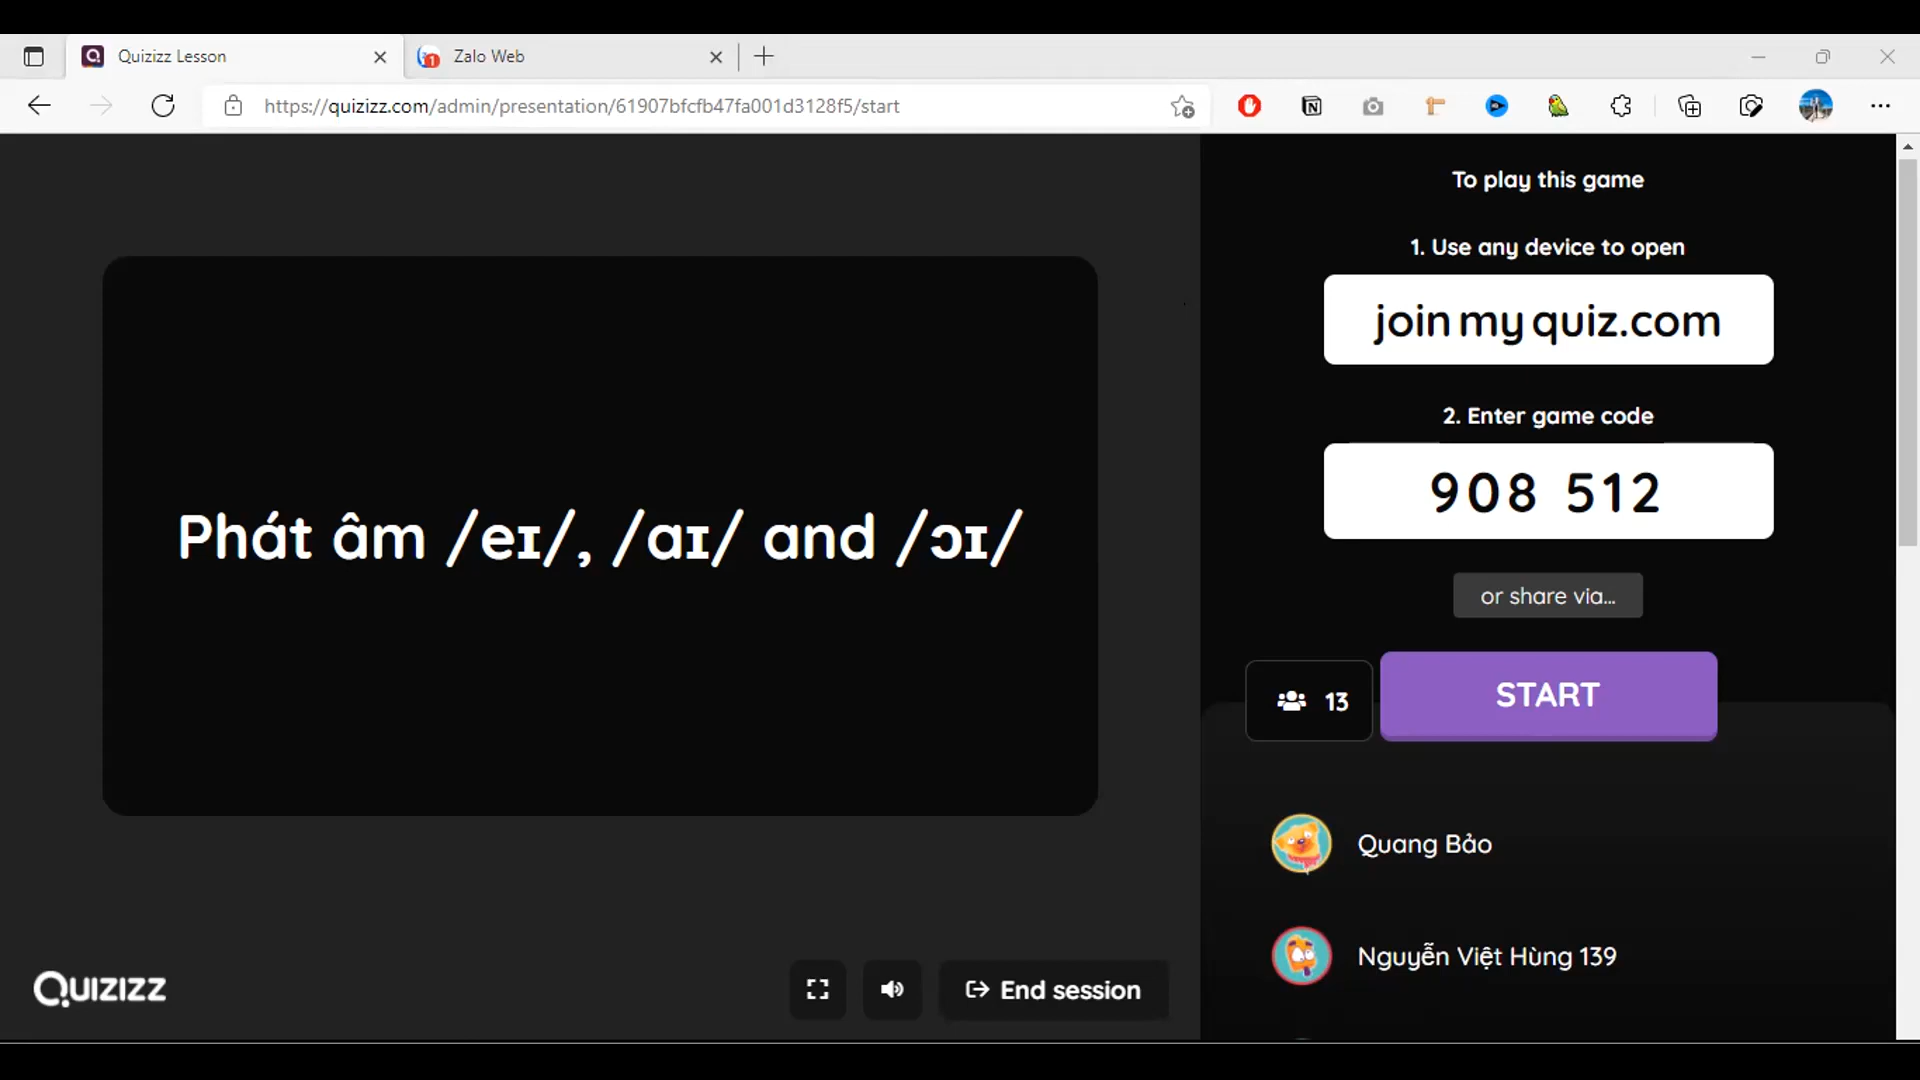 Quizizz Lesson
1
Zalo Web
https://quizizz.com/admin/presentation/61907bfcfb47fa001d3128f5/start
To play this game
1. Use any device to open
joinmyquiz.com
2. Enter game code
908 512
or share via...
13
START
Phát âm /eɪ/, /aɪ/ and /ɔɪ/
Quang Bảo
Nguyễn Việt Hùng 139
QUIZIZZ
End session